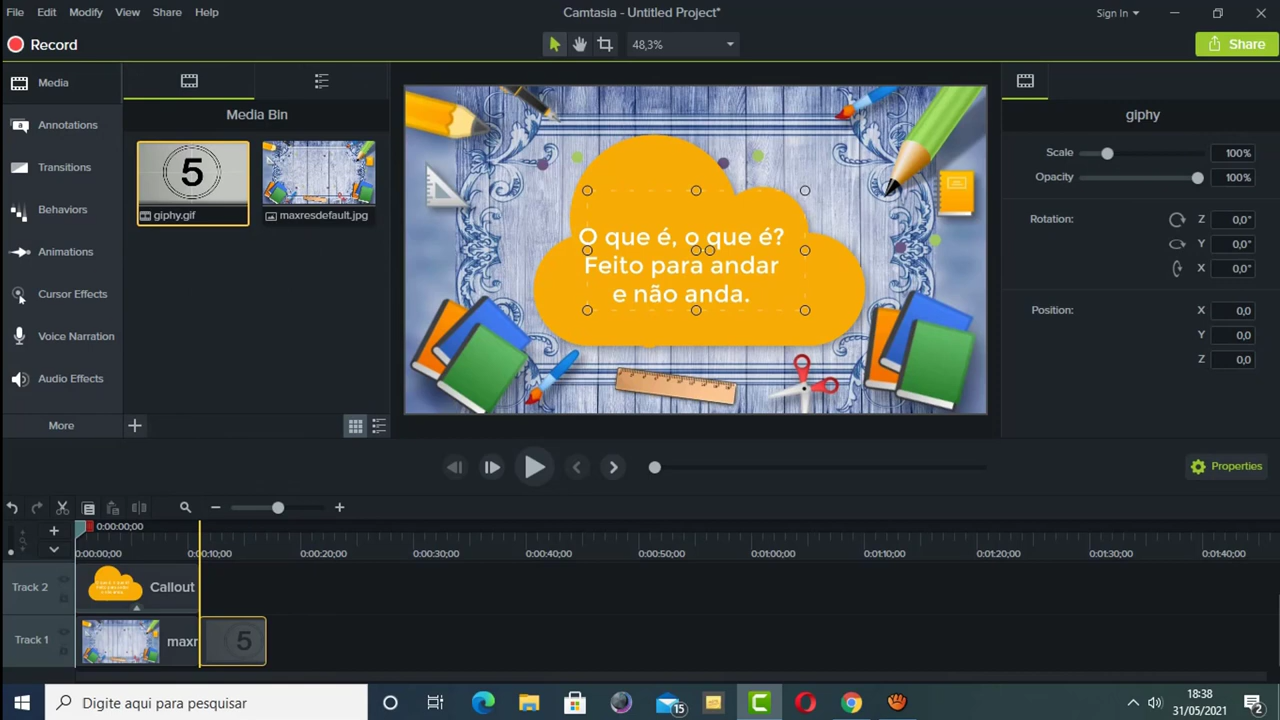 File Edit Modify View Share Help
Camtasia - Untitled Project*
Sign In
Record
48,3%
Share
Media
Annotations
Transitions
Behaviors
Animations
Cursor Effects
Voice Narration
Audio Effects
More
Media Bin
5
giphy.gif
maxresdefault.jpg
O que é, o que é?
Feito para andar
e não anda.
giphy
Scale 100%
Opacity 100%
Rotation: Z 0,0°
Y 0,0°
X 0,0°
Position: X 0,0
Y 0,0
Z 0,0
Properties
0:00:00;00
0:00:00;00 0:00:10;00 0:00:20;00 0:00:30;00 0:00:40;00 0:00:50;00 0:01:00;00 0:01:10;00 0:01:20;00 0:01:30;00 0:01:40;00
Track 2
Callout
Track 1
maxr
5
Digite aqui para pesquisar
15
18:38
31/05/2021
2